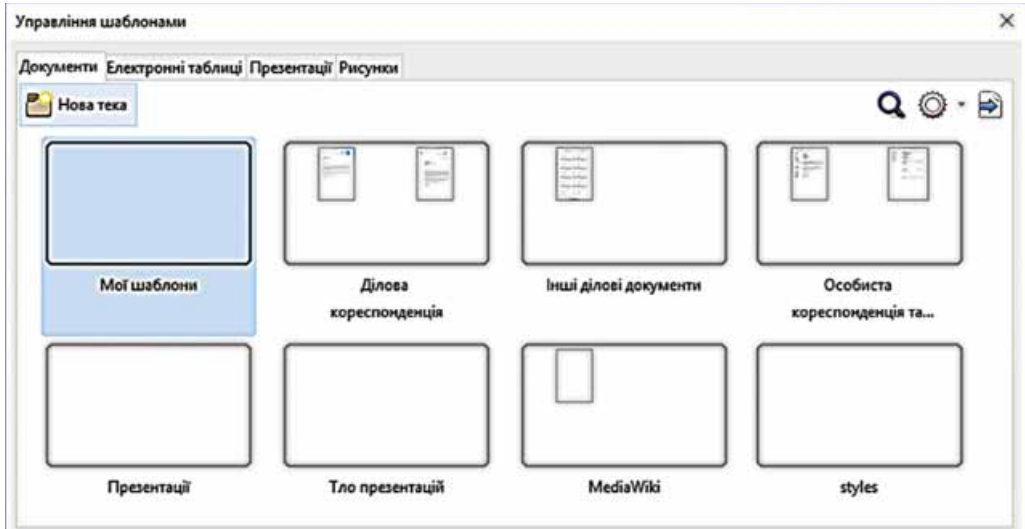 Управління шаблонами
Документи Електронні таблиці Презентації Рисунки
Нова тека
Мої шаблони
Ділова
кореспонденція
Інші ділові документи
Особиста
кореспонденція та...
Презентації
Тло презентацій
MediaWiki
styles